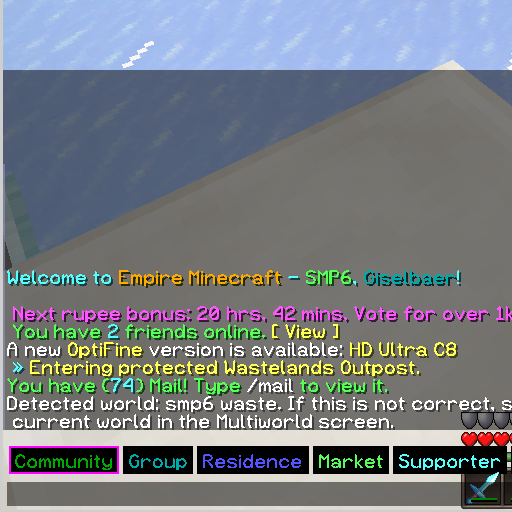 Welcome to Empire Minecraft - SMP6, Giselbaer!
Next rupee bonus: 20 hrs, 42 mins. Vote for over 1k
You have 2 friends online. [ View ]
A new OptiFine version is available: HD Ultra C8
» Entering protected Wastelands Outpost.
You have (74) Mail! Type /mail to view it.
Detected world: smp6 waste. If this is not correct, s
current world in the Multiworld screen.
Community Group Residence Market Supporter